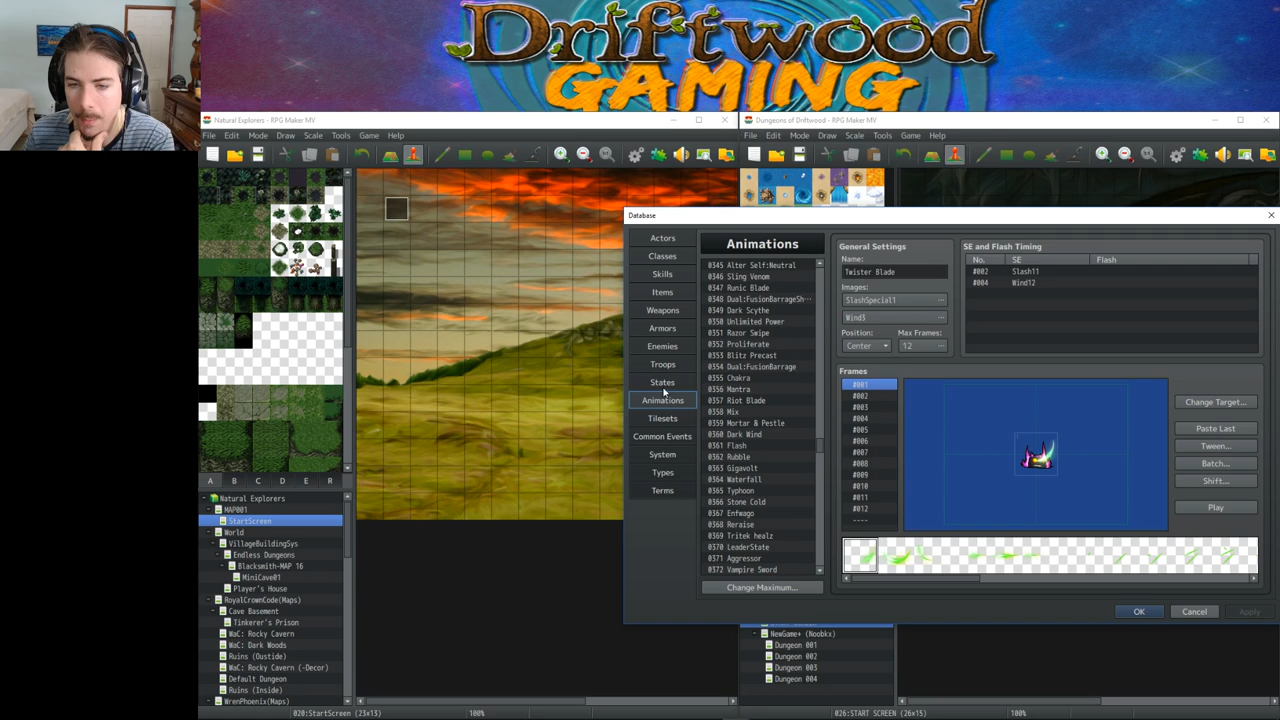 Driftwood
GAMING
Natural Explorers - RPG Maker MV
File Edit Mode Draw Scale Tools Game Help
Dungeons of Driftwood - RPG Maker MV
File Edit Mode Draw Scale Tools Game Help
Database
Actors
Classes
Skills
Items
Weapons
Armors
Enemies
Troops
States
Animations
Tilesets
Common Events
System
Types
Terms
Animations
0345 Alter Self:Neutral
0346 Sling Venom
0347 Runic Blade
0348 Dual:FusionBarrageSh...
0349 Dark Scythe
0350 Unlimited Power
0351 Razor Swipe
0352 Proliferate
0353 Blitz Precast
0354 Dual:FusionBarrage
0355 Chakra
0356 Mantra
0357 Riot Blade
0358 Mix
0359 Mortar & Pestle
0360 Dark Wind
0361 Flash
0362 Rubble
0363 Gigavolt
0364 Waterfall
0365 Typhoon
0366 Stone Cold
0367 Enfwago
0368 Reraise
0369 Tritek healz
0370 LeaderState
0371 Aggressor
0372 Vampire Sword
Change Maximum...
General Settings
Name:
Twister Blade
Images:
SlashSpecial1 ...
Wind3 ...
Position: Max Frames:
Center 12 ...
SE and Flash Timing
No. SE Flash
#002 Slash11
#004 Wind12
Frames
#001
#002
#003
#004
#005
#006
#007
#008
#009
#010
#011
#012
----
Change Target...
Paste Last
Tween...
Batch...
Shift...
Play
OK Cancel Apply
A B C D E R
Natural Explorers
MAP001
StartScreen
World
VillageBuildingSys
Endless Dungeons
Blacksmith-MAP 16
MiniCave01
Player's House
RoyalCrownCode(Maps)
Cave Basement
Tinkerer's Prison
WaC: Rocky Cavern
WaC: Dark Woods
Ruins (Oustide)
WaC: Rocky Cavern (-Decor)
Default Dungeon
Ruins (Inside)
WrenPhoenix(Maps)
NewGame+ (Noobkx)
Dungeon 001
Dungeon 002
Dungeon 003
Dungeon 004
020:StartScreen (23×13) 100%
026:START SCREEN (26×15) 100%